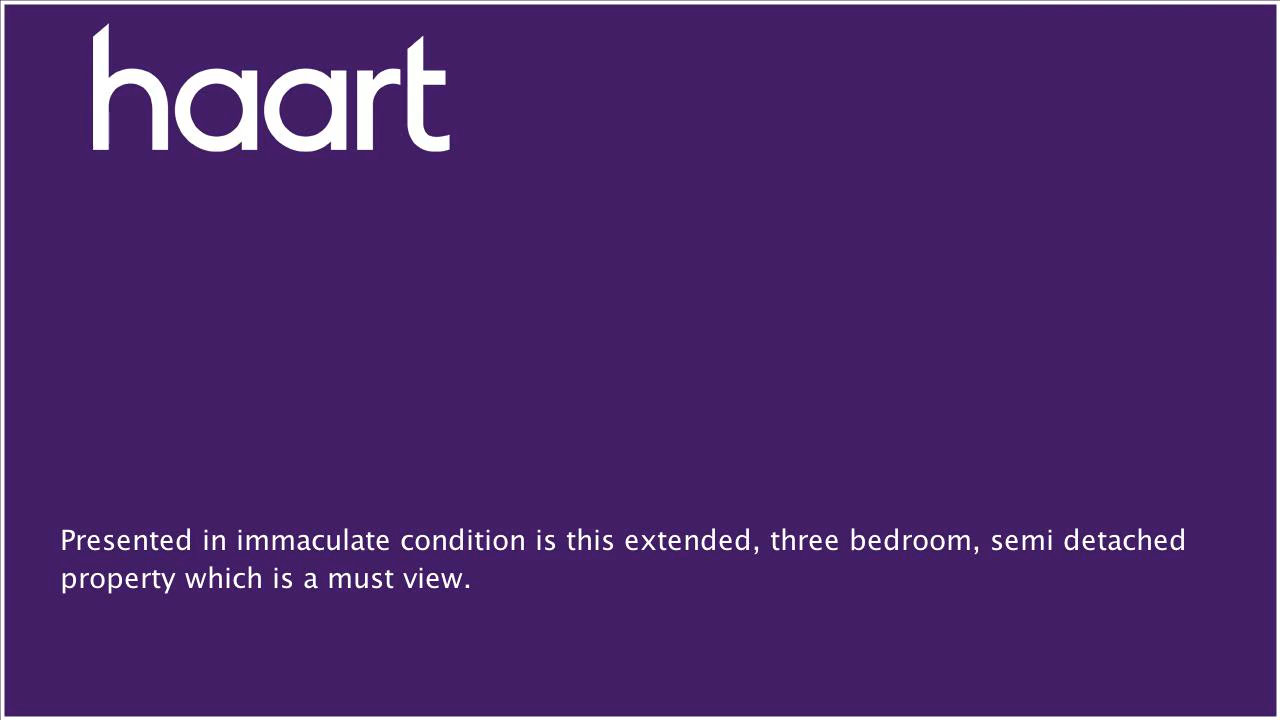 haart
Presented in immaculate condition is this extended, three bedroom, semi detached
property which is a must view.